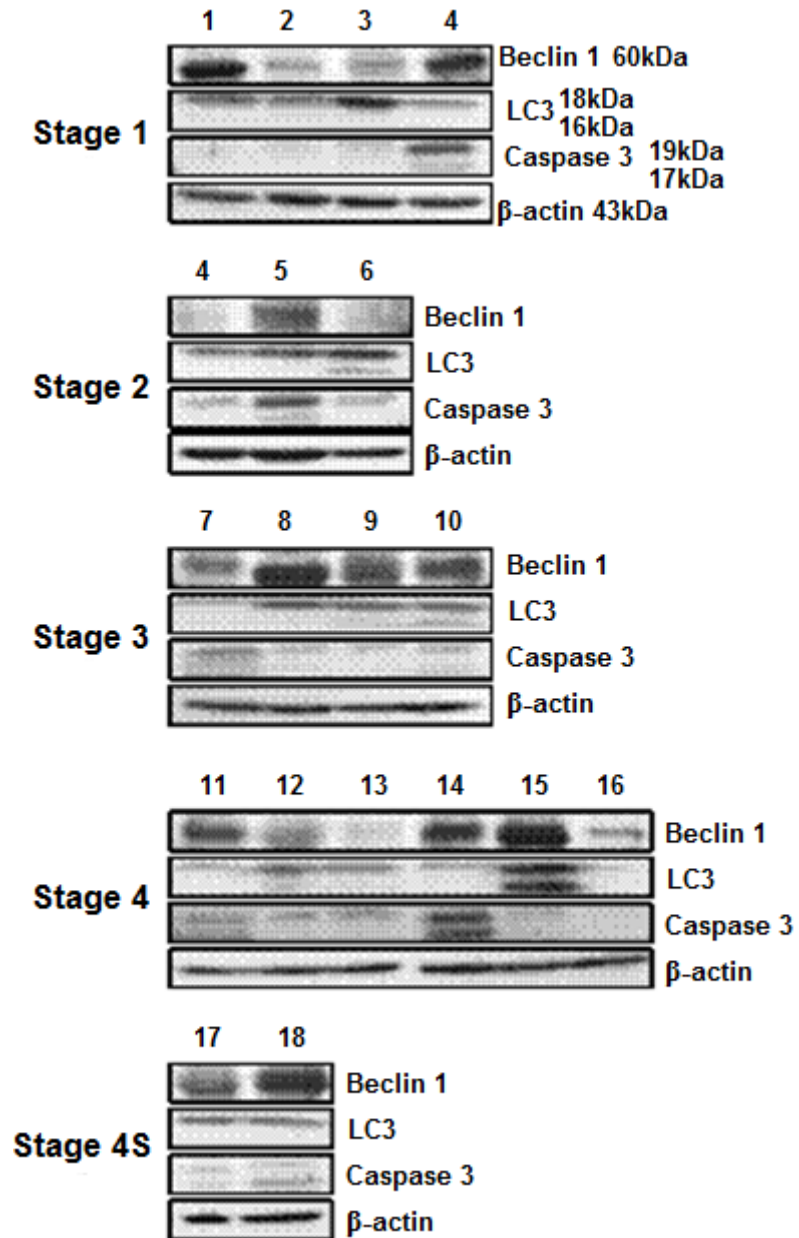 1 2 3 4
Beclin 1 60kDa
LC3 18kDa
16kDa
Stage 1
Caspase 3 19kDa
17kDa
β-actin 43kDa
4 5 6
Beclin 1
LC3
Stage 2
Caspase 3
β-actin
7 8 9 10
Beclin 1
LC3
Stage 3
Caspase 3
β-actin
11 12 13 14 15 16
Beclin 1
LC3
Stage 4
Caspase 3
β-actin
17 18
Beclin 1
LC3
Stage 4S
Caspase 3
β-actin